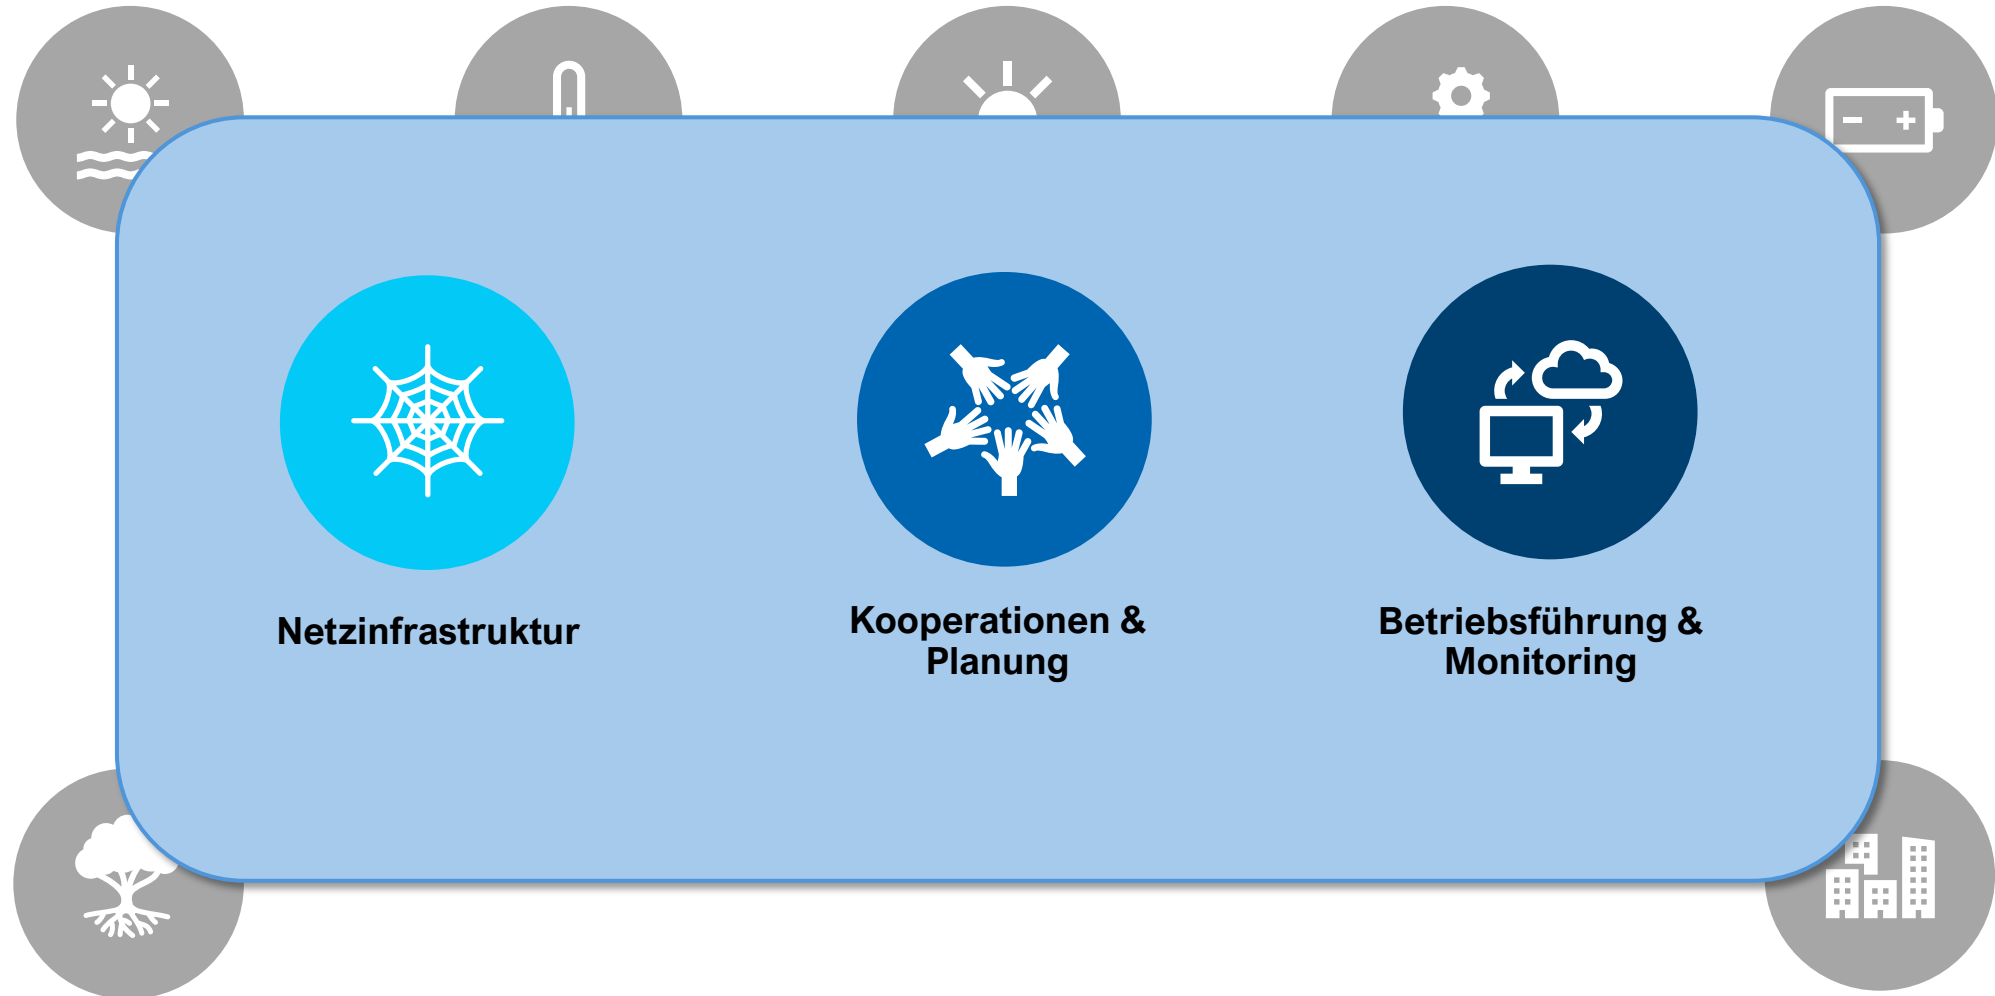 Netzinfrastruktur
Kooperationen &
Planung
Betriebsführung &
Monitoring